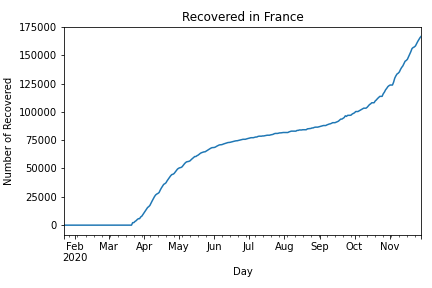 Recovered in France
175000
150000
125000
100000
75000
50000
25000
0
Number of Recovered
Feb Mar Apr May Jun Jul Aug Sep Oct Nov
2020
Day